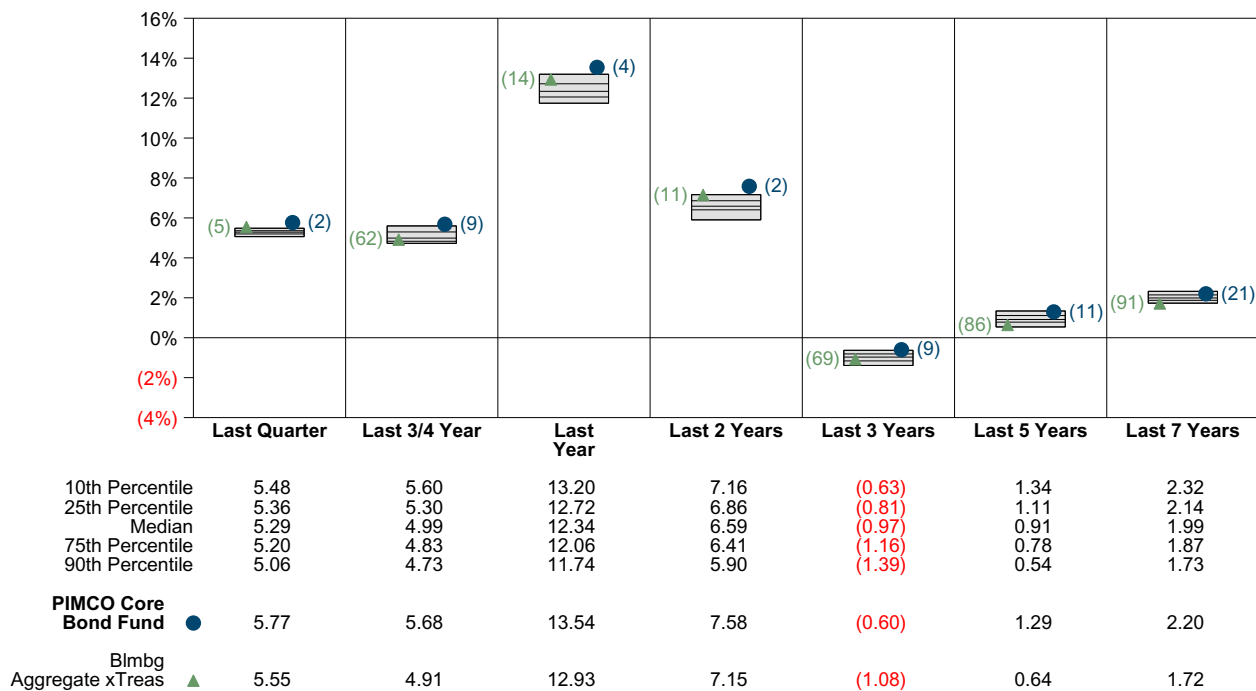 16%
14%
12%
10%
8%
6%
4%
2%
0%
(2%)
(4%)
(5) (2)
(62) (9)
(14) (4)
(11) (2)
(69) (9)
(86) (11)
(91) (21)
Last Quarter Last 3/4 Year Last Year Last 2 Years Last 3 Years Last 5 Years Last 7 Years
10th Percentile 5.48 5.60 13.20 7.16 (0.63) 1.34 2.32
25th Percentile 5.36 5.30 12.72 6.86 (0.81) 1.11 2.14
Median 5.29 4.99 12.34 6.59 (0.97) 0.91 1.99
75th Percentile 5.20 4.83 12.06 6.41 (1.16) 0.78 1.87
90th Percentile 5.06 4.73 11.74 5.90 (1.39) 0.54 1.73
PIMCO Core
Bond Fund 5.77 5.68 13.54 7.58 (0.60) 1.29 2.20
Blmbg
Aggregate xTreas 5.55 4.91 12.93 7.15 (1.08) 0.64 1.72